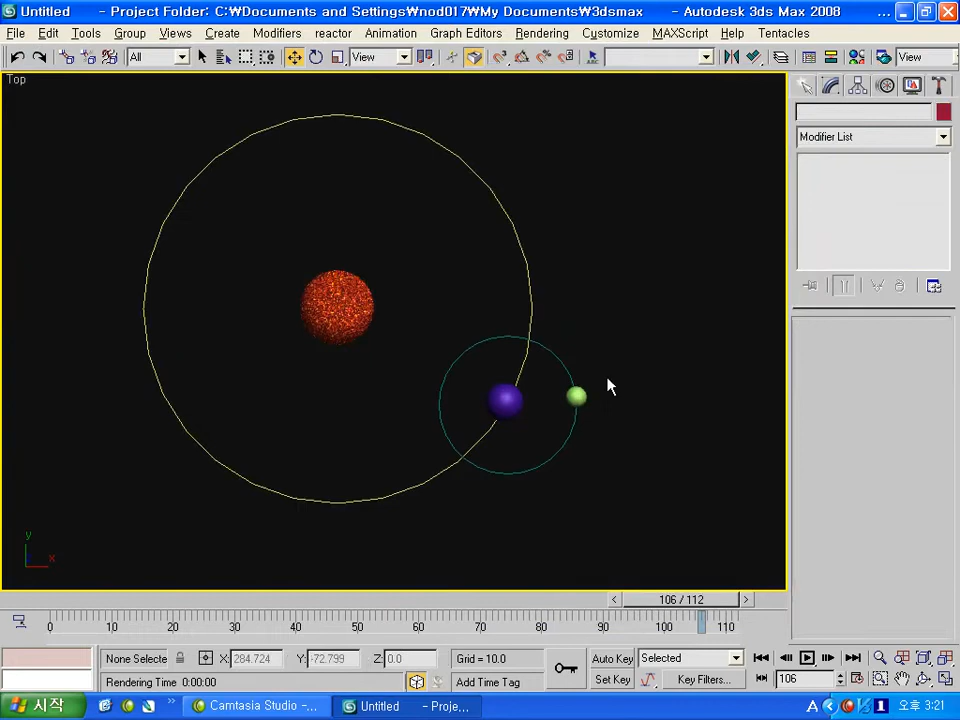 Untitled - Project Folder: C:₩Documents and Settings₩nod017₩My Documents₩3dsmax - Autodesk 3ds Max 2008 ...
File Edit Tools Group Views Create Modifiers reactor Animation Graph Editors Rendering Customize MAXScript Help Tentacles
All View View
Top
Modifier List
y
x
106 / 112
0 10 20 30 40 50 60 70 80 90 100 110
None Selecte X: 284.724 Y: -72.799 Z: 0.0 Grid = 10.0 Auto Key Selected
Rendering Time 0:00:00 Add Time Tag Set Key Key Filters... 106
시작 Camtasia Studio -... Untitled - Proje... A 1 오후 3:21